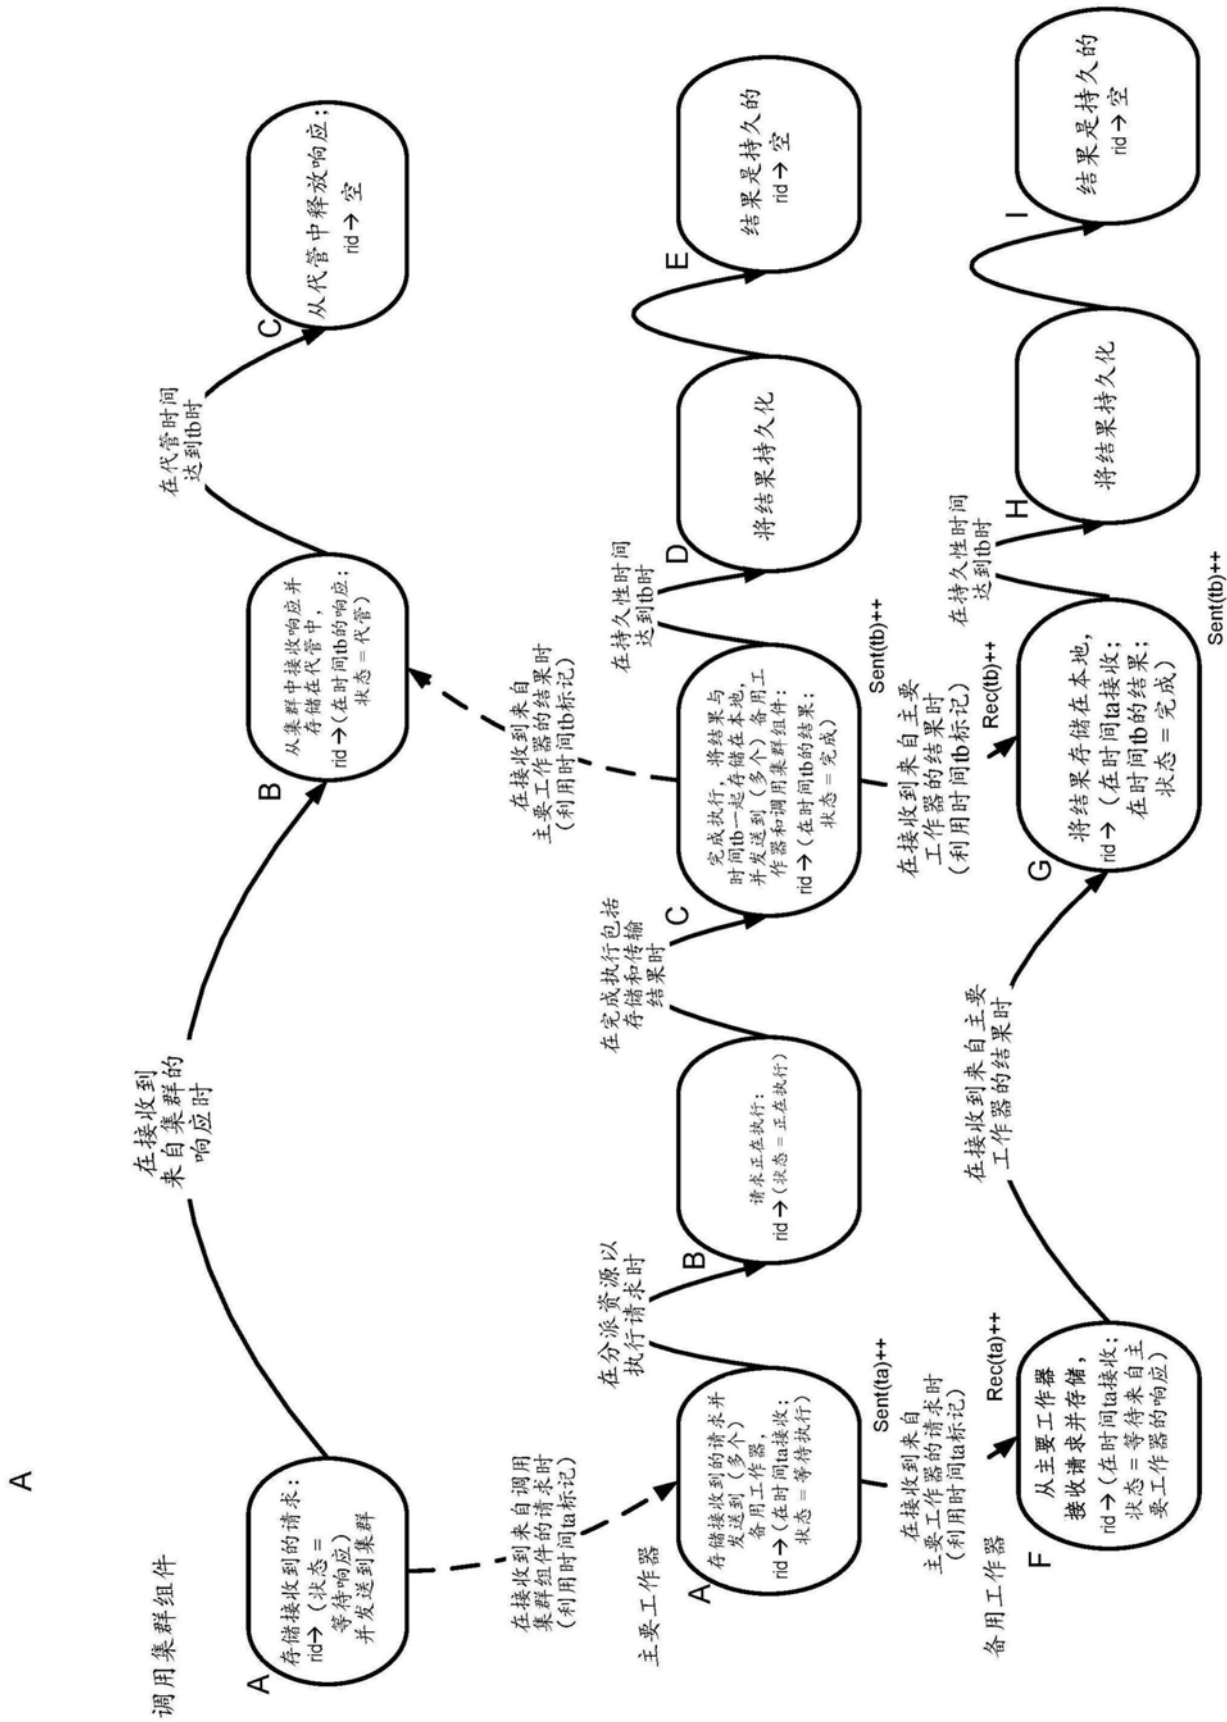 A
调用集群组件
A
存储接收到的请求:
rid→（状态=
等待响应）
并发送到集群
在接收到
来自集群的
响应时
B
从集群中接收响应并
存储在代管中,
rid→(在时间tb的响应;
状态=代管)
在代管时间
达到tb时
C
从代管中释放响应;
rid→空
在接收到来自调用
集群组件的请求时
（利用时间ta标记）
在接收到来自
主要工作器的结果时
（利用时间tb标记）
主要工作器
A
存储接收到的请求并
发送到（多个）
备用工作器,
rid→(在时间ta接收;
状态=等待执行)
Sent(ta)++
在分派资源以
执行请求时
B
请求正在执行:
rid→(状态=正在执行)
在完成执行包括
存储和传输
结果时
C
完成执行, 将结果与
时间tb一起存储在本地,
并发送到（多个）备用工
作器和调用集群组件:
rid→(在时间tb的结果;
状态=完成)
Sent(tb)++
在持久性时间
达到tb时
D
将结果持久化
E
结果是持久的
rid→空
在接收到来自
主要工作器的请求时
（利用时间ta标记）
Rec(ta)++
在接收到来自主要
工作器的结果时
（利用时间tb标记）
Rec(tb)++
备用工作器
F
从主要工作器
接收请求并存储,
rid→(在时间ta接收;
状态=等待来自主
要工作器的响应)
在接收到来自主要
工作器的结果时
G
将结果存储在本地,
rid→（在时间ta接收;
在时间tb的结果;
状态=完成）
Sent(tb)++
在持久性时间
达到tb时
H
将结果持久化
I
结果是持久的
rid→空